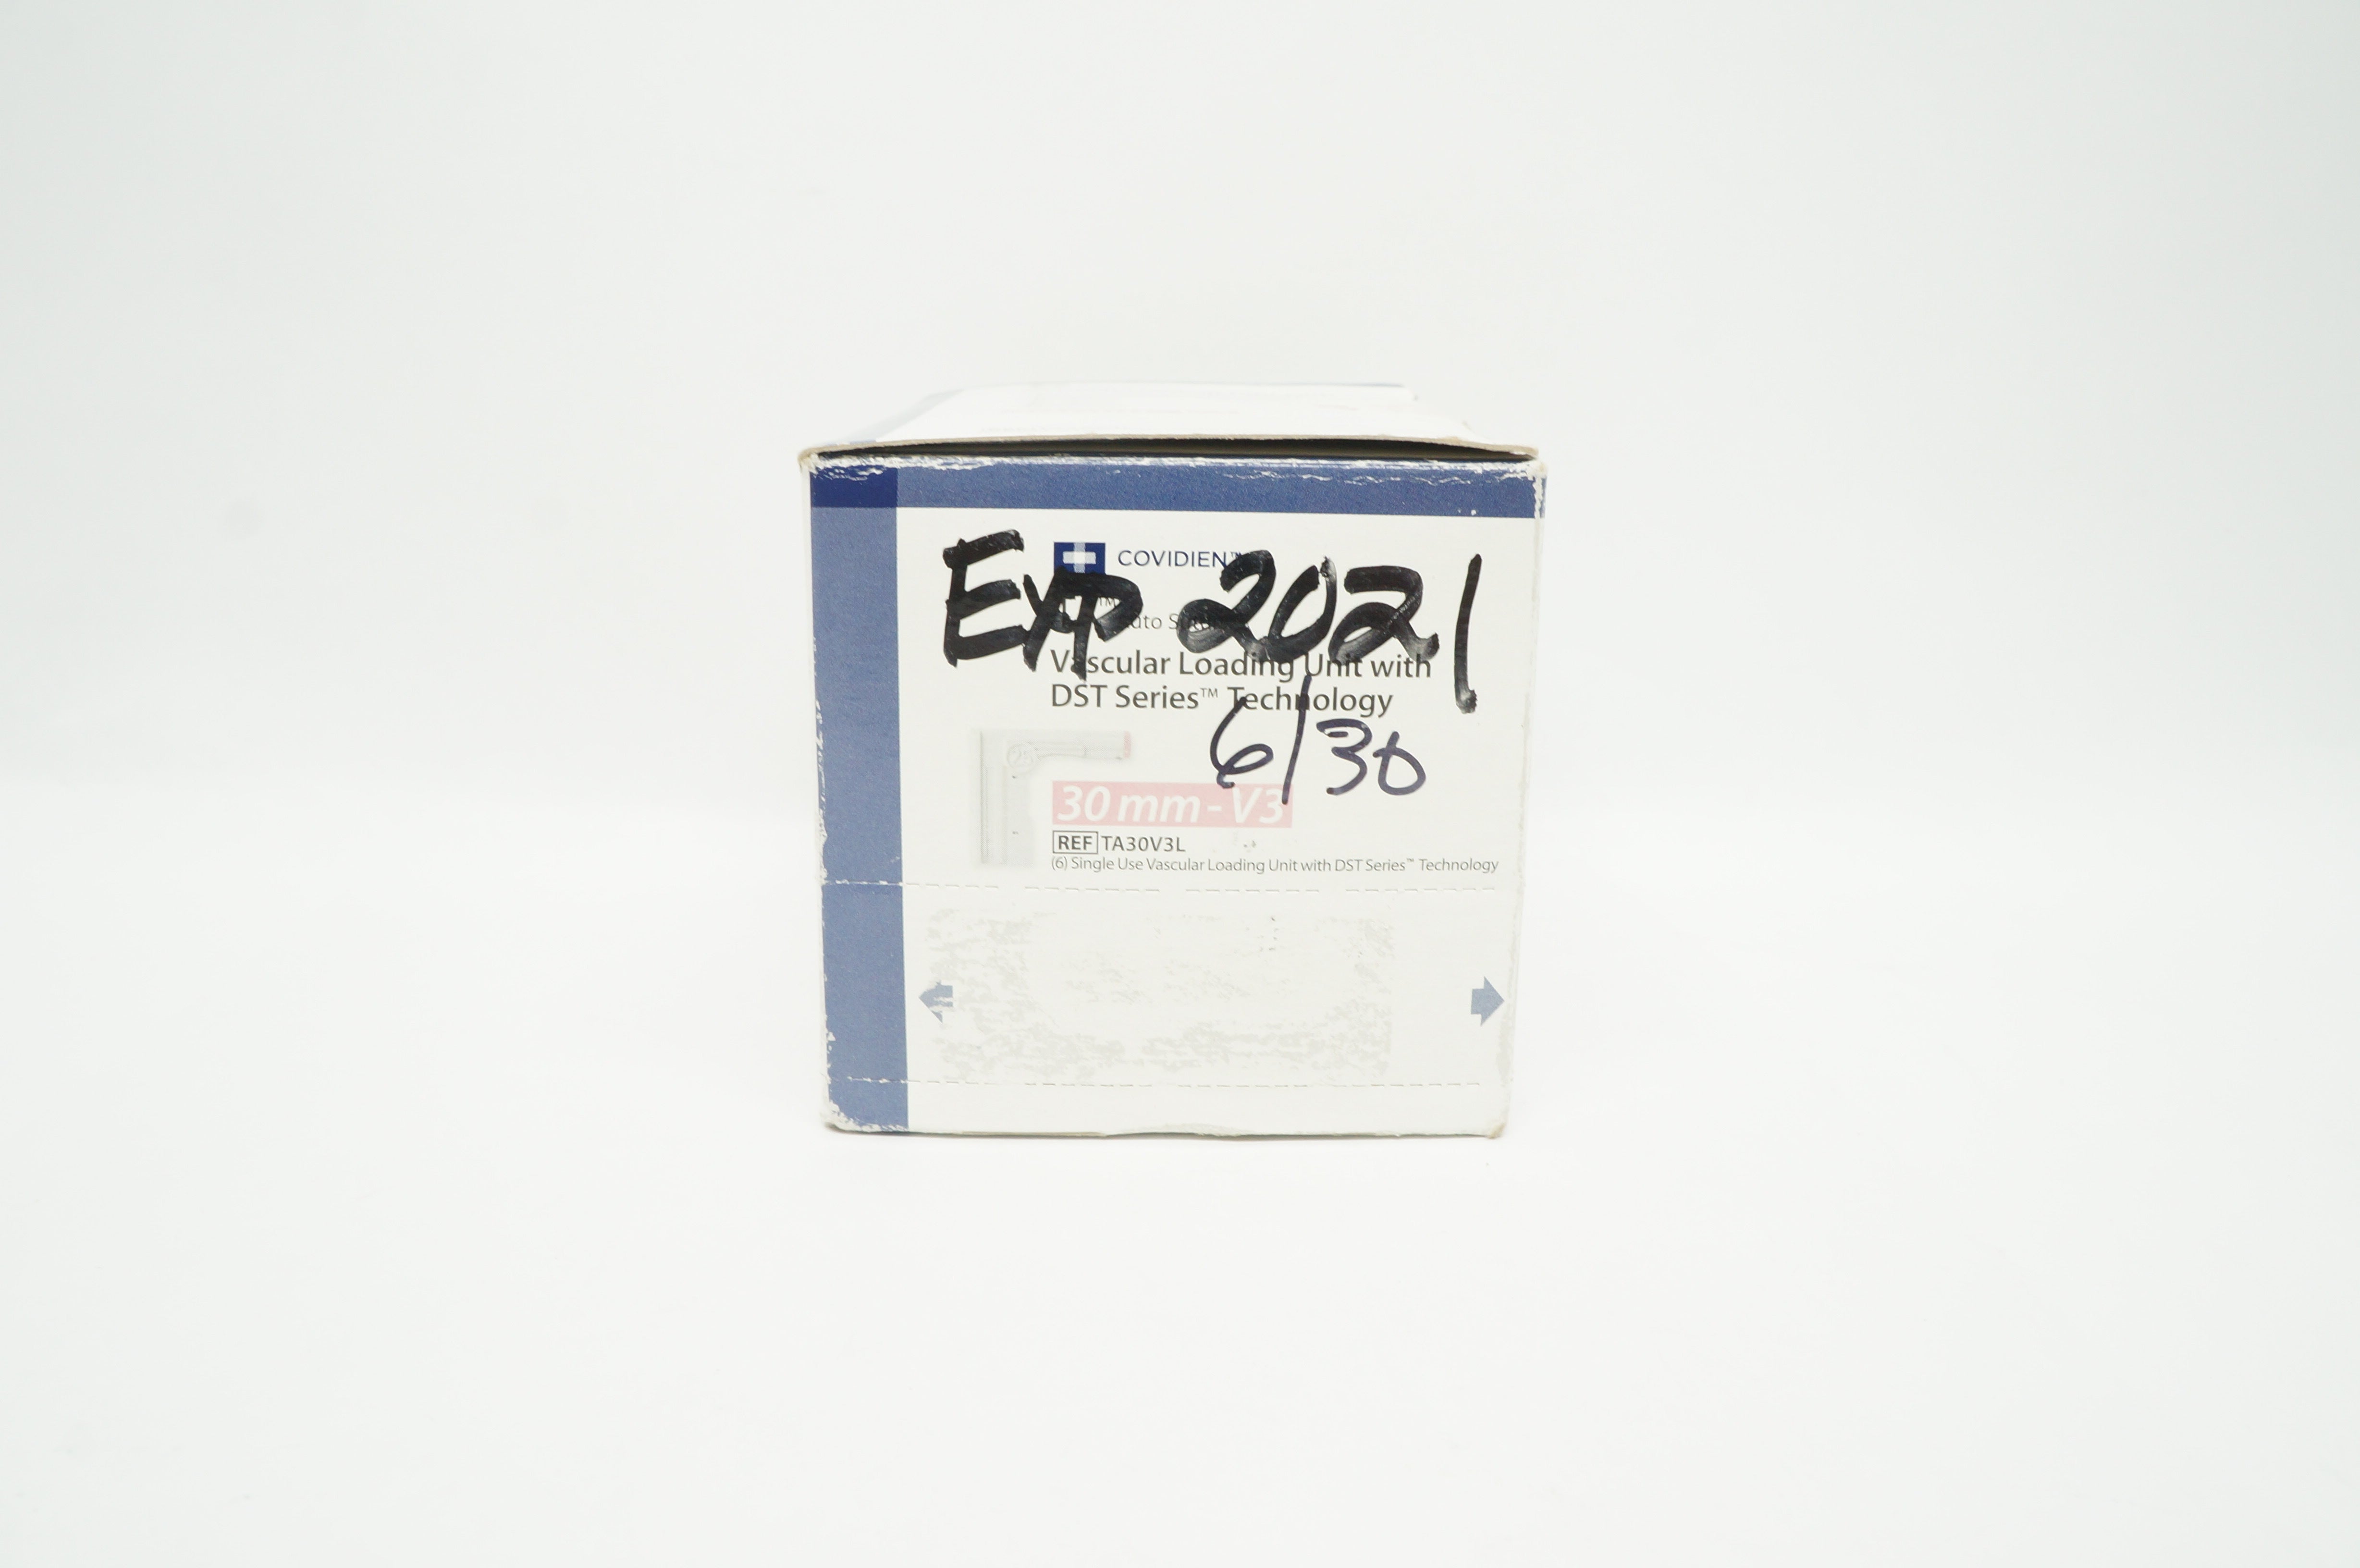 COVIDIEN™
Exp 2021
Vascular Loading Unit with
DST Series™ Technology
6/30
30 mm - V3
REF TA30V3L
(6) Single Use Vascular Loading Unit with DST Series™ Technology